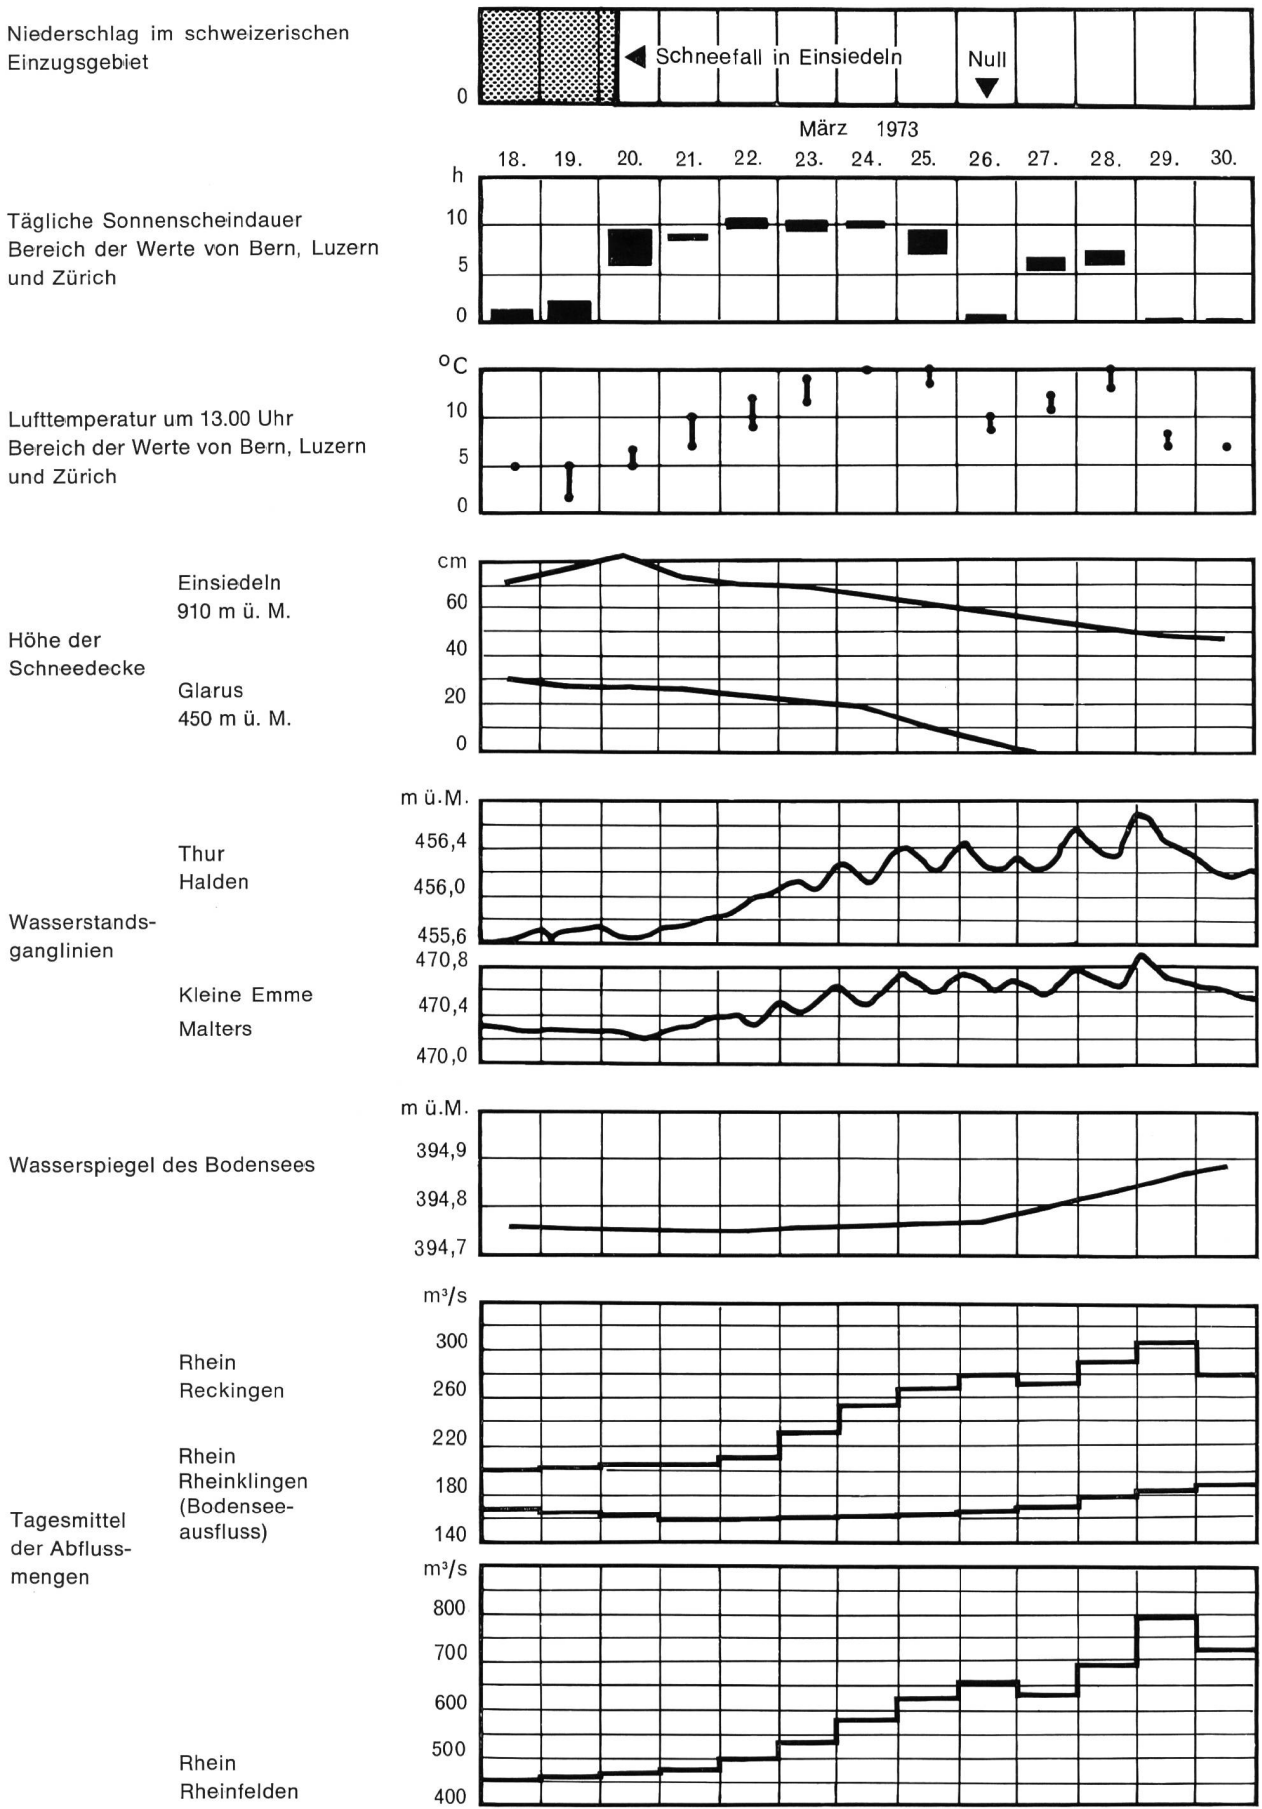 Niederschlag im schweizerischen
Einzugsgebiet
0
Schneefall in Einsiedeln
Null
März 1973
18. 19. 20. 21. 22. 23. 24. 25. 26. 27. 28. 29. 30.
Tägliche Sonnenscheindauer
Bereich der Werte von Bern, Luzern
und Zürich
h
10
5
0
Lufttemperatur um 13.00 Uhr
Bereich der Werte von Bern, Luzern
und Zürich
°C
10
5
0
Höhe der
Schneedecke
Einsiedeln
910 m ü. M.
Glarus
450 m ü. M.
cm
60
40
20
0
Wasserstands-
ganglinien
Thur
Halden
m ü.M.
456,4
456,0
455,6
Kleine Emme
Malters
470,8
470,4
470,0
Wasserspiegel des Bodensees
m ü.M.
394,9
394,8
394,7
Tagesmittel
der Abfluss-
mengen
Rhein
Reckingen
Rhein
Rheinklingen
(Bodensee-
ausfluss)
m³/s
300
260
220
180
140
Rhein
Rheinfelden
m³/s
800
700
600
500
400